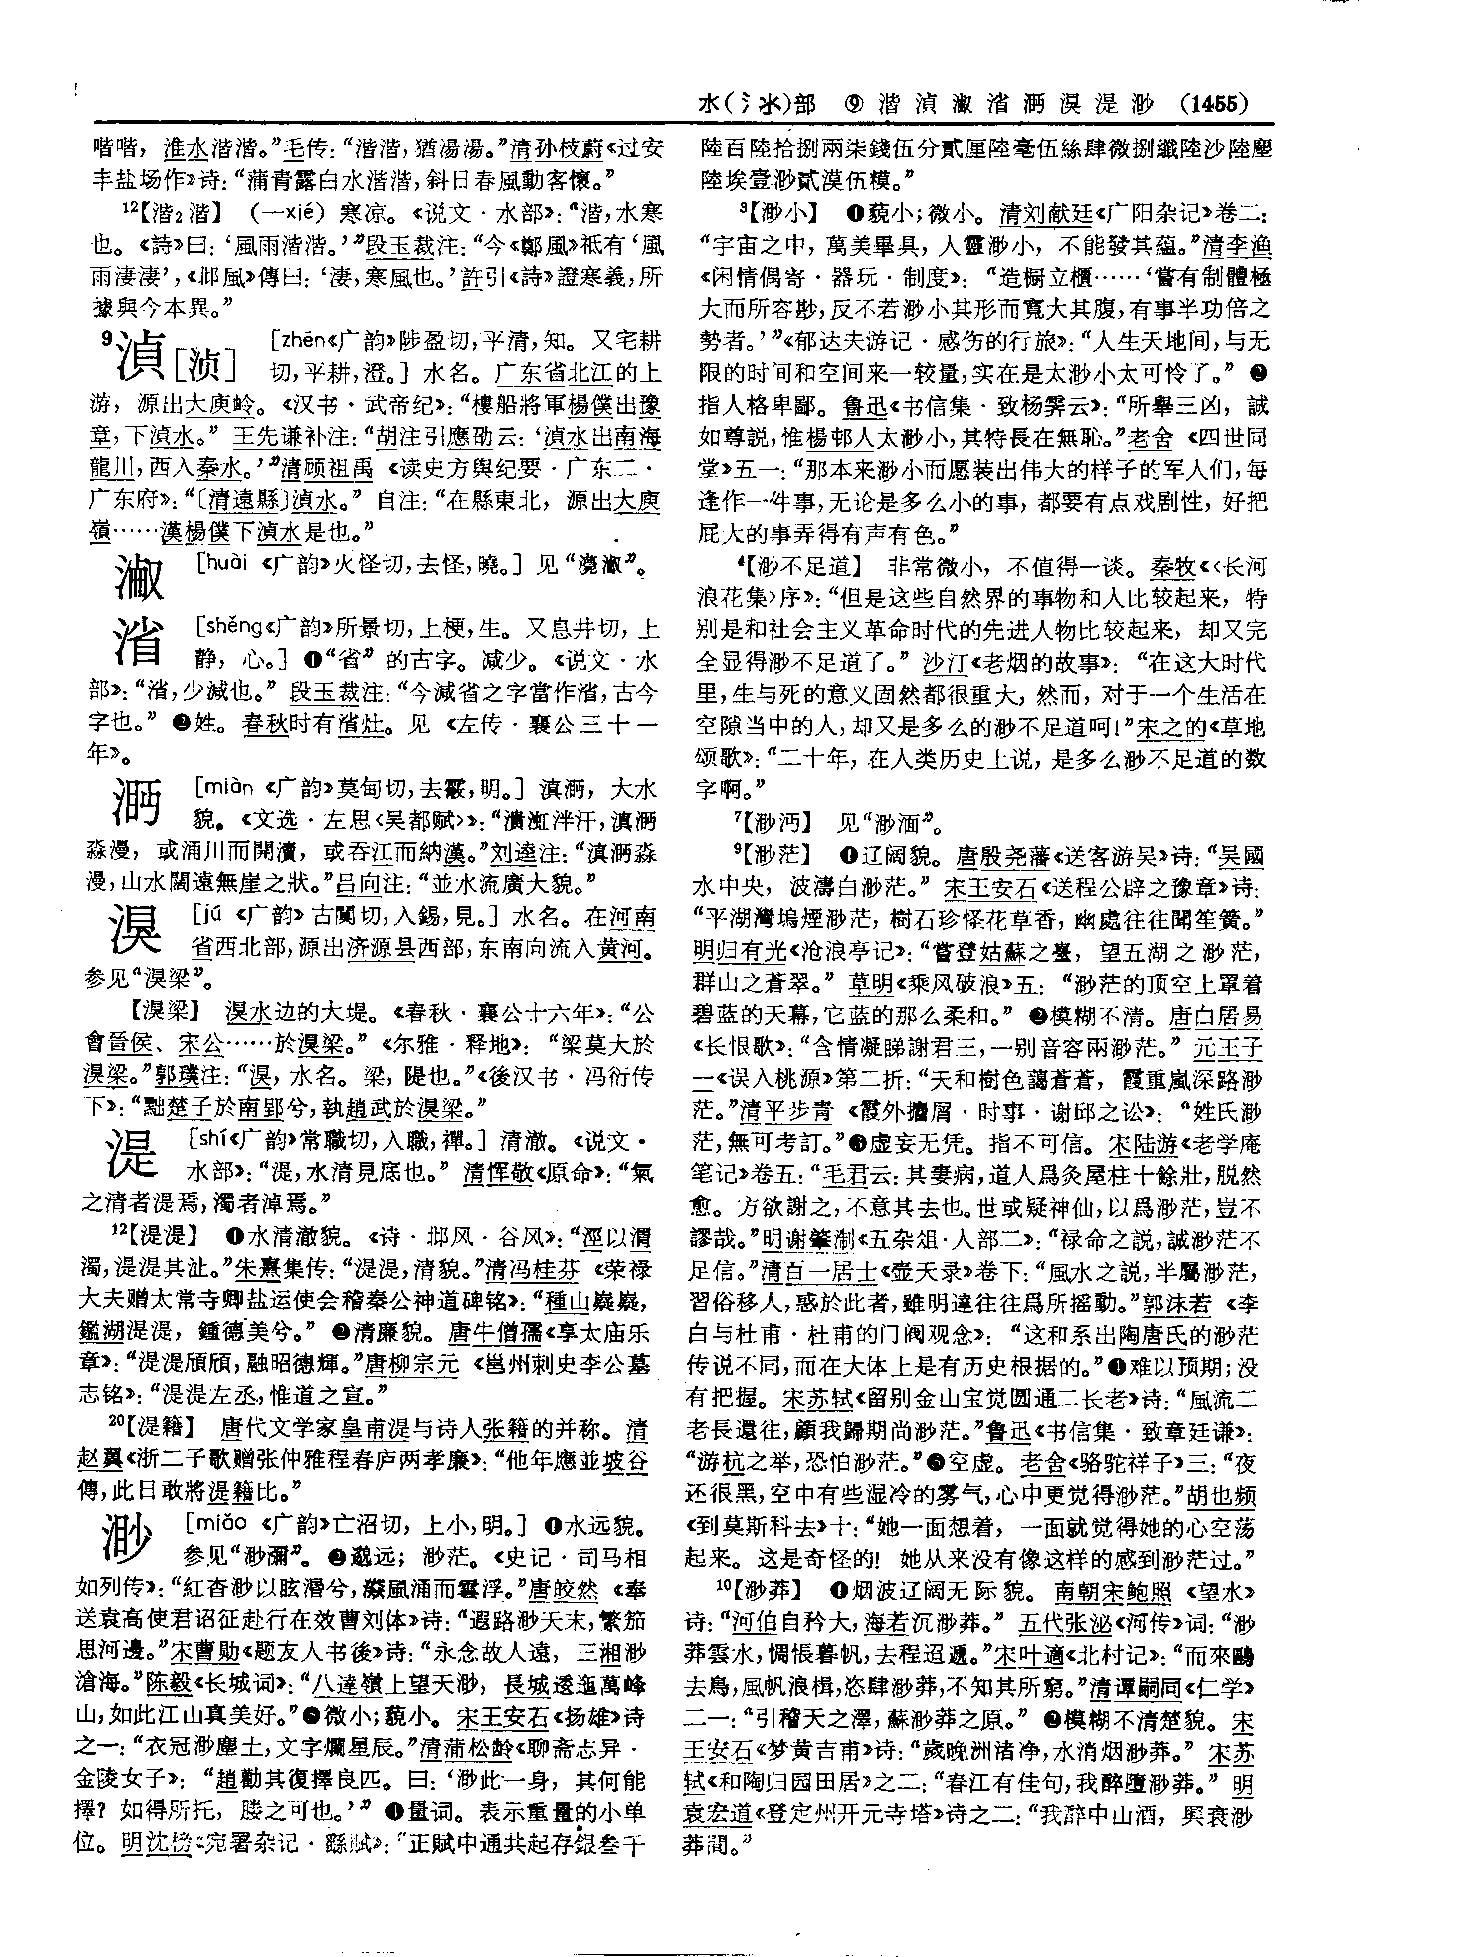 水(氵氺)部 ⑨ 湝 湞 㵒 渻 㴐 湨 湜 渺 (1455)
喈喈，淮水湝湝。”毛传：“湝湝，猶湯湯。”清孙枝蔚《过安
丰盐场作》诗：“蒲青露白水湝湝，斜日春風動客懷。”
12【湝₂湝】（—xié）寒凉。《说文·水部》：“湝，水寒
也。《詩》曰：‘風雨湝湝。’”段玉裁注：“今《鄭風》祗有‘風
雨淒淒’，《邶風》傳曰：‘淒，寒風也。’許引《詩》證寒義，所
據與今本異。”
9湞[浈] [zhēn《广韵》陟盈切，平清，知。又宅耕
切，平耕，澄。] 水名。广东省北江的上
游，源出大庾岭。《汉书·武帝纪》：“樓船將軍楊僕出豫
章，下湞水。”王先谦补注：“胡注引應劭云：‘湞水出南海
龍川，西入秦水。’”清顾祖禹《读史方舆纪要·广东二·
广东府》：“〔清遠縣〕湞水。”自注：“在縣東北，源出大庾
嶺……漢楊僕下湞水是也。”
[huài《广韵》火怪切，去怪，曉。] 见
渻 [shěng《广韵》所景切，上梗，生。又息井切，上
静，心。] ❶“省”的古字。减少。《说文·水
部》：“渻，少減也。”段玉裁注：“今減省之字當作渻，古今
字也。”❷姓。春秋时有渻灶。见《左传·襄公三十一
年》。
[miàn《广韵》莫甸切，去霰，明。] 大水
貌。《文选·左思〈吴都赋〉》：
淼漫，或涌川而開瀆，或吞江而納漢。”刘逵注：
漫，山水闊遠無崖之狀。”吕向注：“並水流廣大貌。”
湨 [jú《广韵》古闃切，入錫，見。] 水名。在河南
省西北部，源出济源县西部，东南向流入黄河。
参见“湨梁”。
【湨梁】 湨水边的大堤。《春秋·襄公十六年》：“公
會晉侯、宋公……於湨梁。”《尔雅·释地》：“梁莫大於
湨梁。”郭璞注：“湨，水名。梁，隄也。”《後汉书·冯衍传
下》：“黜楚子於南郢兮，執趙武於湨梁。”
湜 [shí《广韵》常職切，入職，禪。] 清澈。《说文·
水部》：“湜，水清見底也。”清恽敬《原命》：“氣
之清者湜焉，濁者淖焉。”
12【湜湜】 ❶水清澈貌。《诗·邶风·谷风》：“涇以渭
濁，湜湜其沚。”朱熹集传：“湜湜，清貌。”清冯桂芬《荣禄
大夫赠太常寺卿盐运使会稽秦公神道碑铭》：“種山嶷嶷，
鑑湖湜湜，鍾德美兮。”❷清廉貌。唐牛僧孺《享太庙乐
章》：“湜湜頎頎，融昭德輝。”唐柳宗元《邕州刺史李公墓
志铭》：“湜湜左丞，惟道之宣。”
20【湜籍】 唐代文学家皇甫湜与诗人张籍的并称。清
赵翼《浙二子歌赠张仲雅程春庐两孝廉》：“他年應並坡谷
傳，此日敢將湜籍比。”
渺 [miǎo《广韵》亡沼切，上小，明。] ❶水远貌。
参见“渺瀰”。❷邈远；渺茫。《史记·司马相
如列传》：“紅杳渺以眩湣兮，猋風涌而雲浮。”唐皎然《奉
送袁高使君诏征赴行在效曹刘体》诗：“遐路渺天末，繁笳
思河邊。”宋曹勋《题友人书後》诗：“永念故人遠，三湘渺
滄海。”陈毅《长城词》：“八達嶺上望天渺，長城透迤萬峰
山，如此江山真美好。”❸微小；藐小。宋王安石《扬雄》诗
之一：“衣冠渺塵土，文字爛星辰。”清蒲松龄《聊斋志异·
金陵女子》：“趙勸其復擇良匹。曰：‘渺此一身，其何能
擇？如得所托，媵之可也。’”❹量词。表示重量的小单
位。明沈榜《宛署杂记·繇賦》：“正賦中通共起存銀叁千
陸百陸拾捌兩柒錢伍分貳厘陸毫伍絲肆微捌纖陸沙陸塵
陸埃壹渺貳漠伍模。”
3【渺小】 ❶藐小；微小。清刘献廷《广阳杂记》卷二：
“宇宙之中，萬美畢具，人靈渺小，不能發其蘊。”清李渔
《闲情偶寄·器玩·制度》：“造橱立櫃……‘嘗有制體極
大而所容尠，反不若渺小其形而寬大其腹，有事半功倍之
勢者。’”《郁达夫游记·感伤的行旅》：“人生天地间，与无
限的时间和空间来一较量，实在是太渺小太可怜了。”❷
指人格卑鄙。鲁迅《书信集·致杨霁云》：“所舉三凶，誠
如尊説，惟楊邨人太渺小，其特長在無恥。”老舍《四世同
堂》五一：“那本来渺小而愿装出伟大的样子的军人们，每
逢作一件事，无论是多么小的事，都要有点戏剧性，好把
屁大的事弄得有声有色。”
4【渺不足道】 非常微小，不值得一谈。秦牧《〈长河
浪花集〉序》：“但是这些自然界的事物和人比较起来，特
别是和社会主义革命时代的先进人物比较起来，却又完
全显得渺不足道了。”沙汀《老烟的故事》：“在这大时代
里，生与死的意义固然都很重大，然而，对于一个生活在
空隙当中的人，却又是多么的渺不足道呵！”宋之的《草地
颂歌》：“二十年，在人类历史上说，是多么渺不足道的数
字啊。”
7【渺沔】 见“渺湎”。
9【渺茫】 ❶辽阔貌。唐殷尧藩《送客游吴》诗：“吴國
水中央，波濤白渺茫。”宋王安石《送程公辟之豫章》诗：
“平湖灣塢煙渺茫，樹石珍怪花草香，幽處往往聞笙簧。”
明归有光《沧浪亭记》：“嘗登姑蘇之臺，望五湖之渺茫，
群山之蒼翠。”草明《乘风破浪》五：“渺茫的顶空上罩着
碧蓝的天幕，它蓝的那么柔和。”❷模糊不清。唐白居易
《长恨歌》：“含情凝睇謝君王，一别音容兩渺茫。”元王子
一《误入桃源》第二折：“天和樹色藹蒼蒼，霞重嵐深路渺
茫。”清平步青《霞外攟屑·时事·谢邱之讼》：“姓氏渺
茫，無可考訂。”❸虚妄无凭。指不可信。宋陆游《老学庵
笔记》卷五：“毛君云：其妻病，道人爲灸屋柱十餘壯，脱然
愈。方欲謝之，不意其去也。世或疑神仙，以爲渺茫，豈不
謬哉。”明谢肇淛《五杂俎·人部二》：“禄命之説，誠渺茫不
足信。”清百一居士《壶天录》卷下：“風水之説，半屬渺茫，
習俗移人，惑於此者，雖明達往往爲所摇動。”郭沫若《李
白与杜甫·杜甫的门阀观念》：“这和系出陶唐氏的渺茫
传说不同，而在大体上是有历史根据的。”❹难以预期；没
有把握。宋苏轼《留别金山宝觉圆通二长老》诗：“風流二
老長還往，顧我歸期尚渺茫。”鲁迅《书信集·致章廷谦》：
“游杭之举，恐怕渺茫。”❺空虚。老舍《骆驼祥子》三：“夜
还很黑，空中有些湿冷的雾气，心中更觉得渺茫。”胡也频
《到莫斯科去》十：“她一面想着，一面就觉得她的心空荡
起来。这是奇怪的！她从来没有像这样的感到渺茫过。”
10【渺莽】 ❶烟波辽阔无际貌。南朝宋鲍照《望水》
诗：“河伯自矜大，海若沉渺莽。”五代张泌《河传》词：“渺
莽雲水，惆悵暮帆，去程迢遞。”宋叶適《北村记》：“而來鷗
去鳥，風帆浪楫，恣肆渺莽，不知其所窮。”清谭嗣同《仁学》
二一：“引稽天之澤，蘇渺莽之原。”❷模糊不清楚貌。宋
王安石《梦黄吉甫》诗：“歲晚洲渚净，水消烟渺莽。”宋苏
轼《和陶归园田居》之二：“春江有佳句，我醉墮渺莽。”明
袁宏道《登定州开元寺塔》诗之二：“我辭中山酒，興衰渺
莽間。”